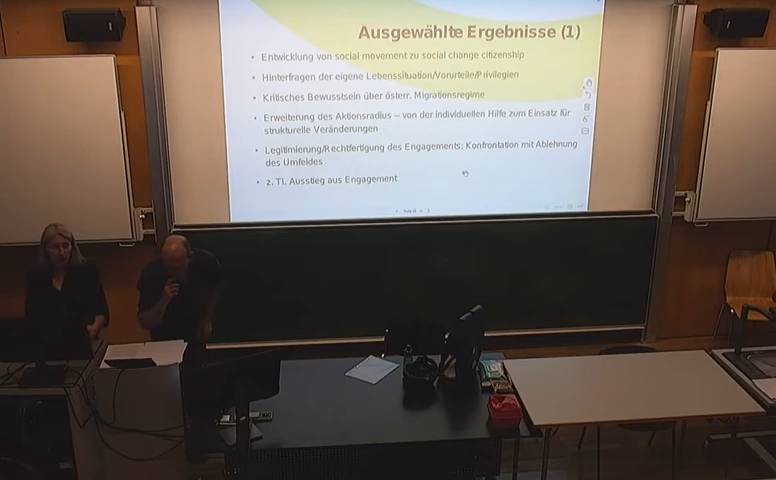 Ausgewählte Ergebnisse (1)
• Entwicklung von social movement zu social change citizenship
• Hinterfragen der eigene Lebenssituation/Vorurteile/Privilegien
• Kritisches Bewusstsein über österr. Migrationsregime
• Erweiterung des Aktionsradius – von der individuellen Hilfe zum Einsatz für
strukturelle Veränderungen
• Legitimierung/Rechtfertigung des Engagements: Konfrontation mit Ablehnung
des Umfeldes
• z. Tl. Ausstieg aus Engagement